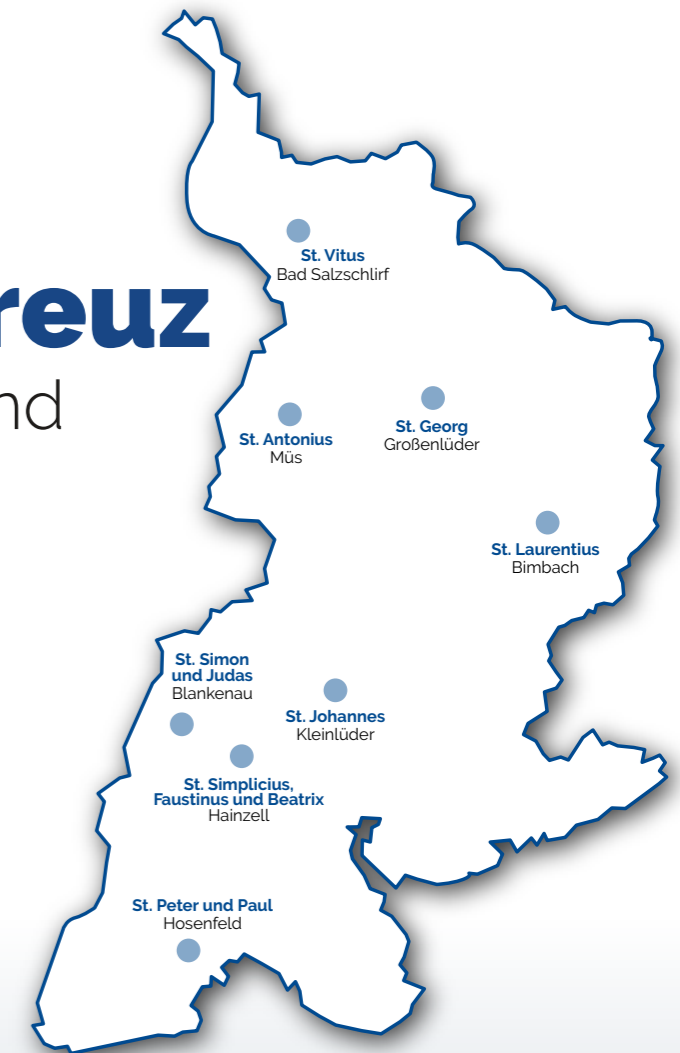 reuz
nd
St. Vitus
Bad Salzschlirf
St. Antonius
Müs
St. Georg
Großenlüder
St. Laurentius
Bimbach
St. Simon
und Judas
Blankenau
St. Johannes
Kleinlüder
St. Simplicius,
Faustinus und Beatrix
Hainzell
St. Peter und Paul
Hosenfeld